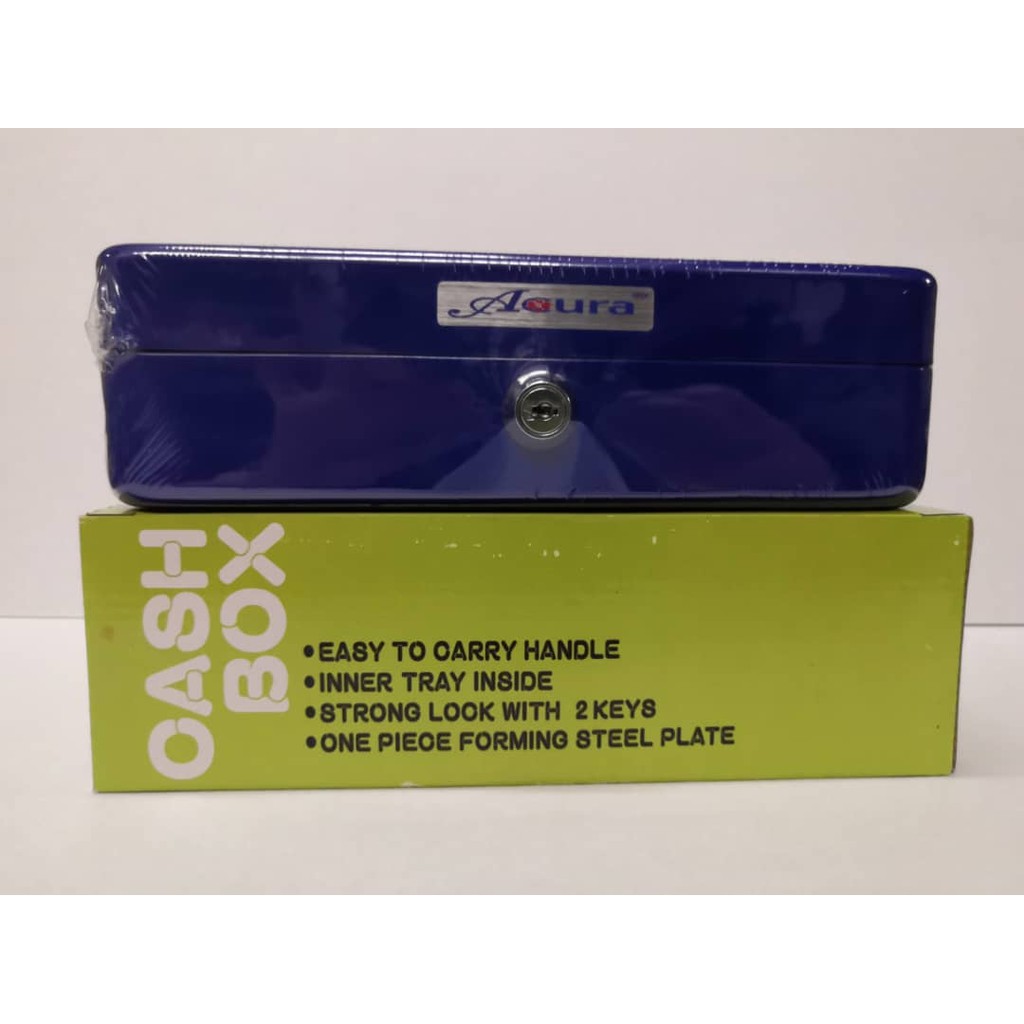 Acura
CASH
BOX
•EASY TO CARRY HANDLE
•INNER TRAY INSIDE
•STRONG LOCK WITH 2 KEYS
•ONE PIECE FORMING STEEL PLATE